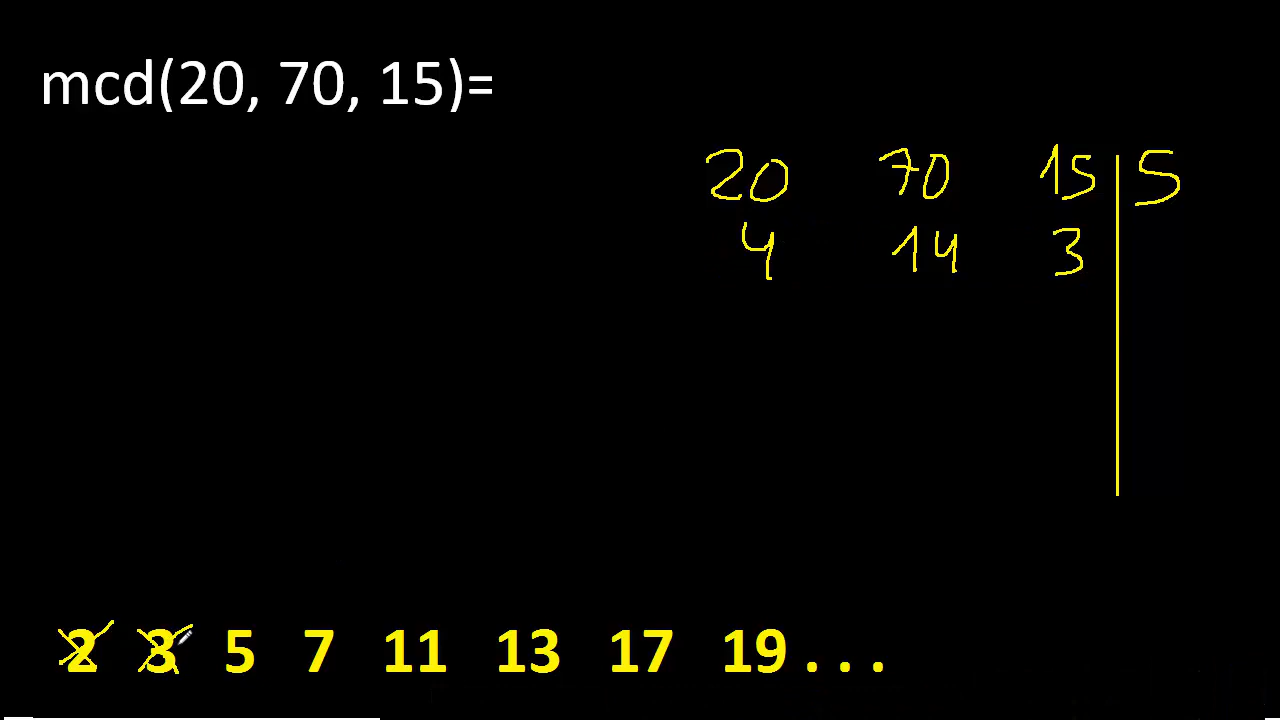 mcd(20, 70, 15)=
20 70 15 5
4 14 3
2 3 5 7 11 13 17 19 . . .